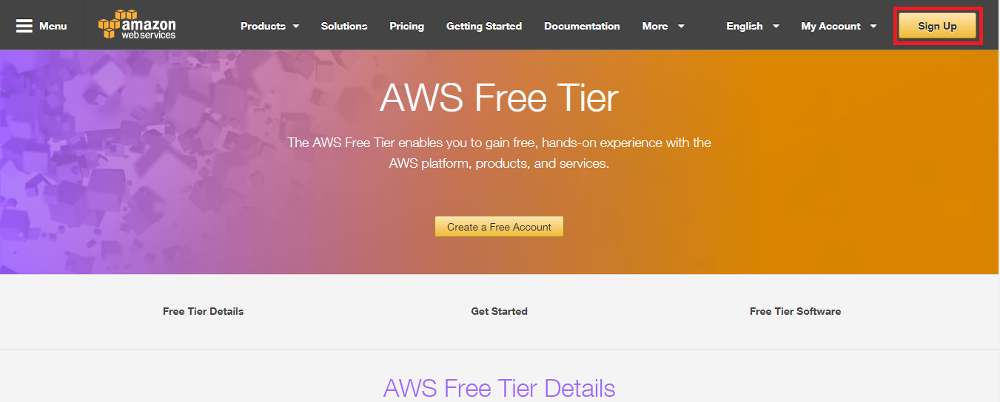 Menu
amazon
web services
Products
Solutions
Pricing
Getting Started
Documentation
More
English
My Account
Sign Up
AWS Free Tier
The AWS Free Tier enables you to gain free, hands-on experience with the
AWS platform, products, and services.
Create a Free Account
Free Tier Details
Get Started
Free Tier Software
AWS Free Tier Details